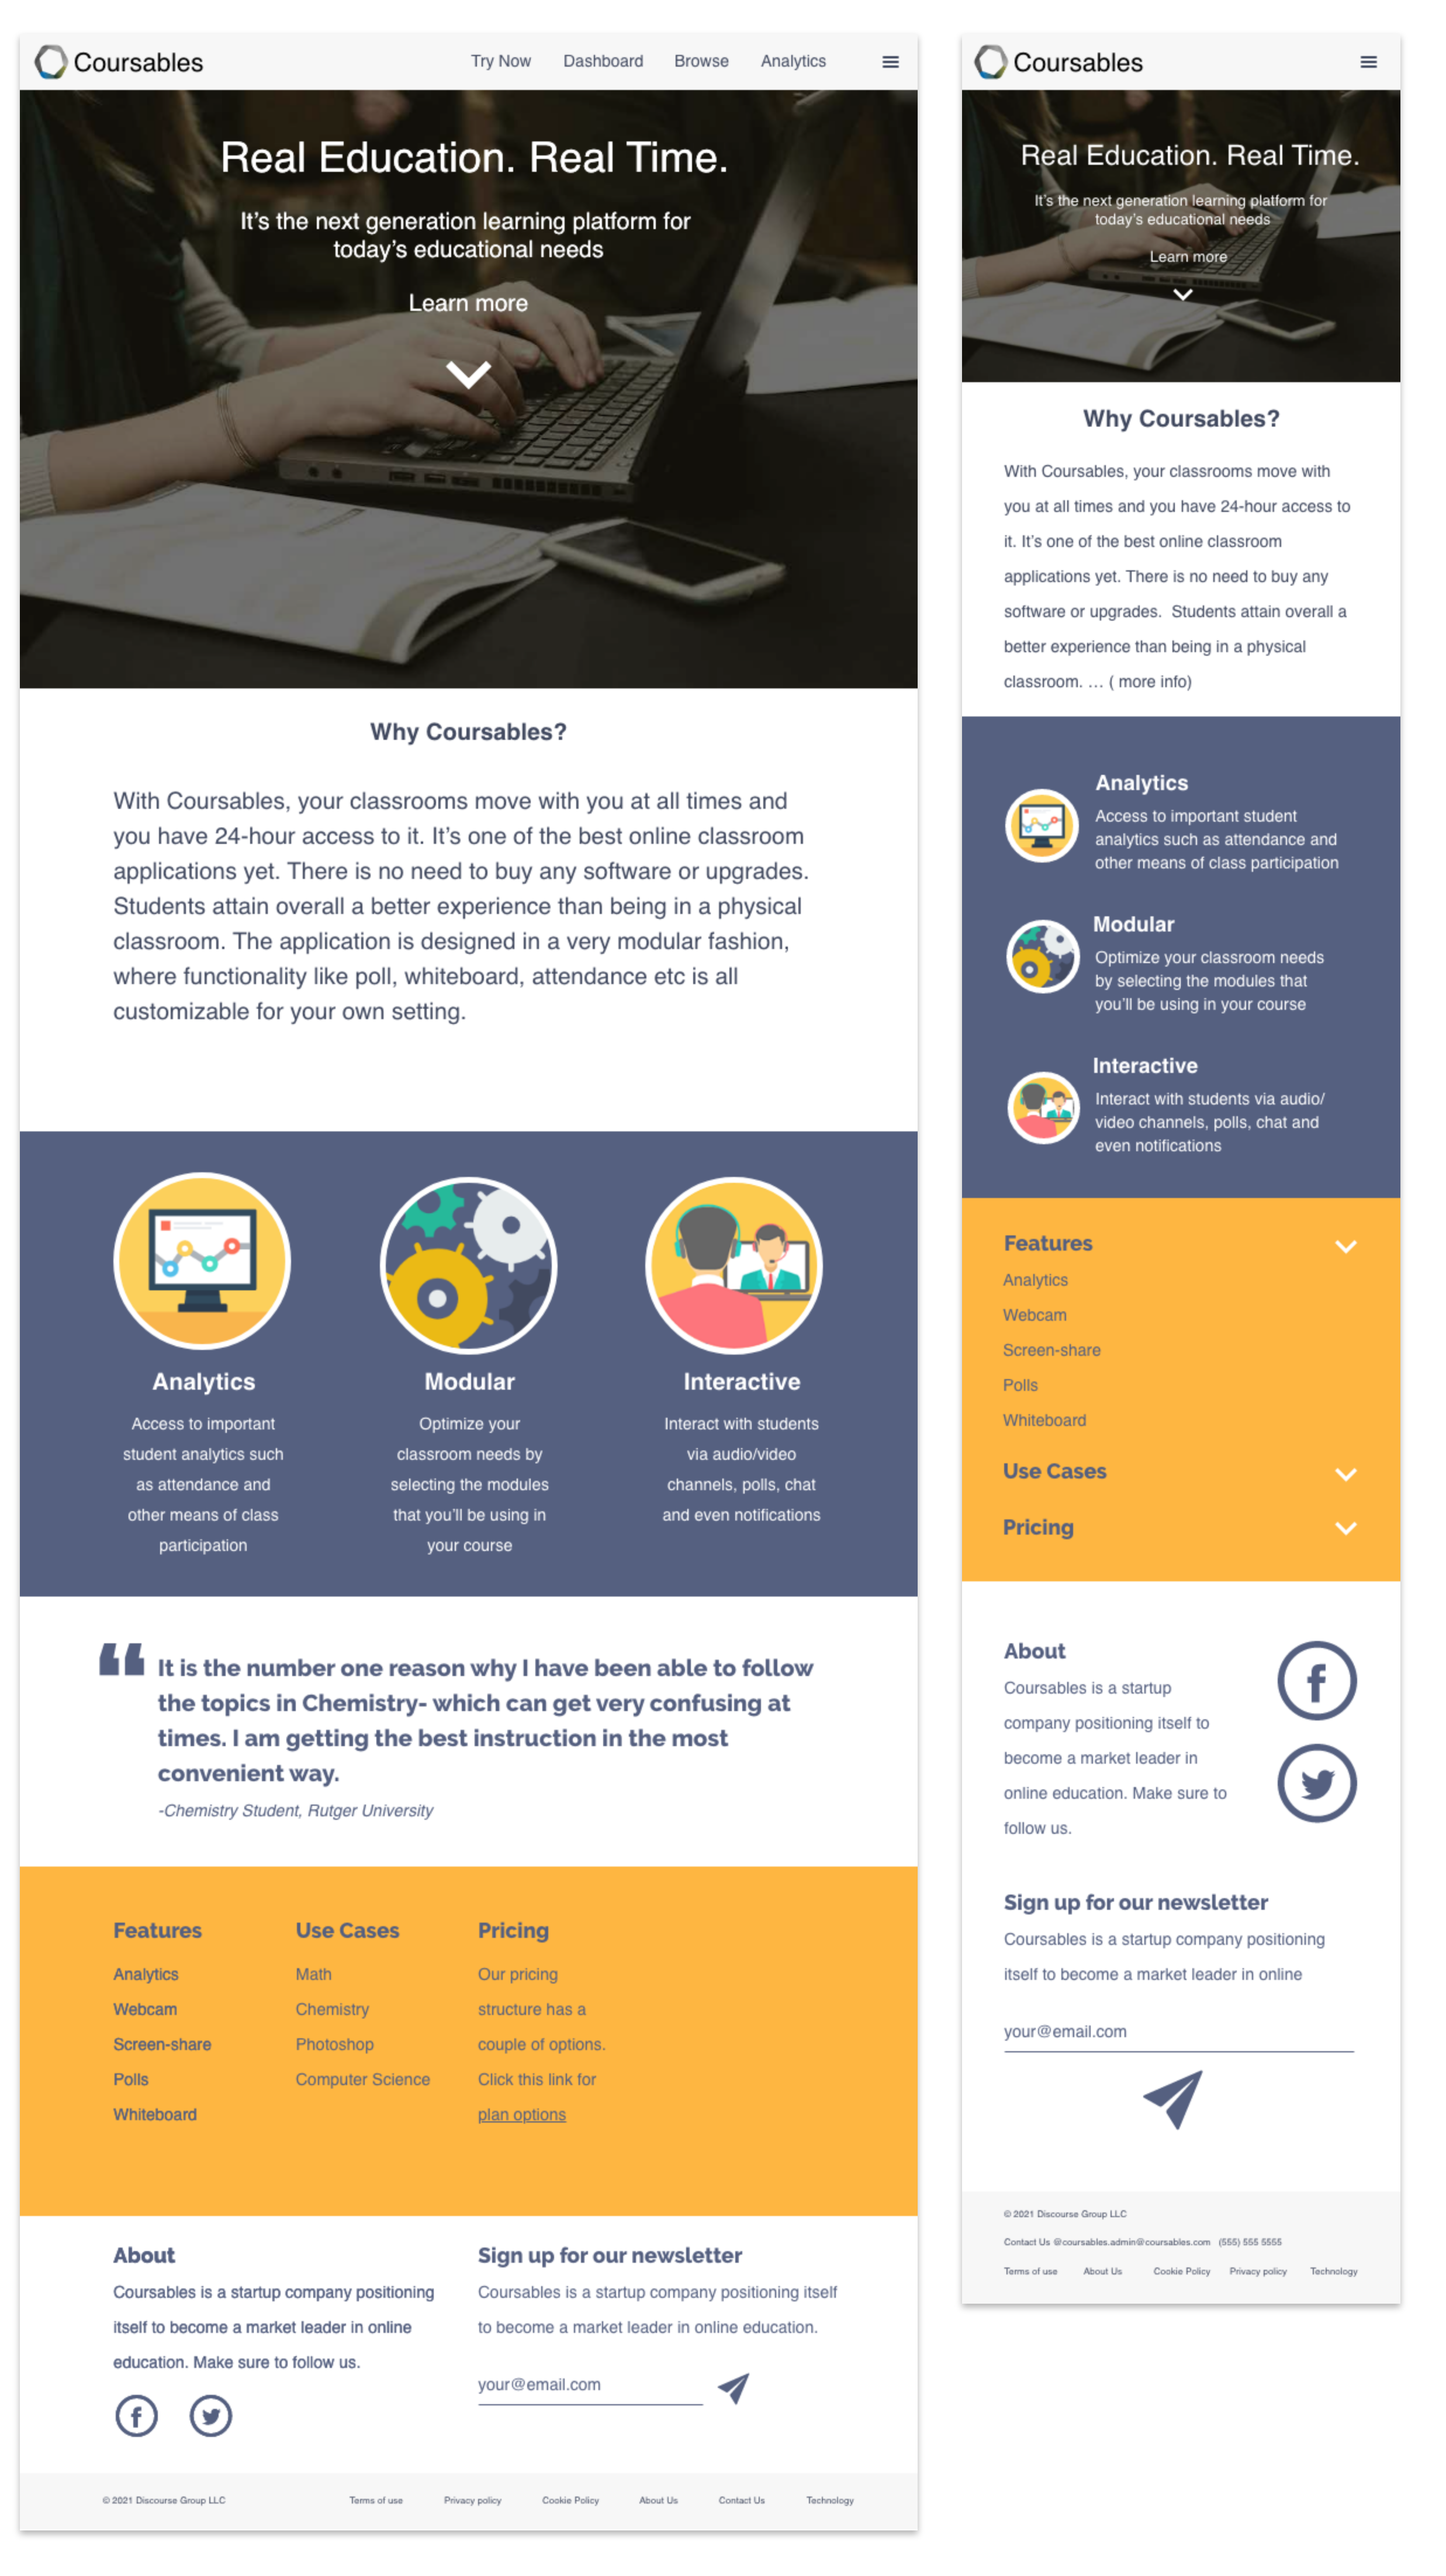 Coursables
Try Now Dashboard Browse Analytics
Real Education. Real Time.
It's the next generation learning platform for
today's educational needs
Learn more
Why Coursables?
With Coursables, your classrooms move with you at all times and
you have 24-hour access to it. It's one of the best online classroom
applications yet. There is no need to buy any software or upgrades.
Students attain overall a better experience than being in a physical
classroom. The application is designed in a very modular fashion,
where functionality like poll, whiteboard, attendance etc is all
customizable for your own setting.
Analytics
Access to important
student analytics such
as attendance and
other means of class
participation
Modular
Optimize your
classroom needs by
selecting the modules
that you'll be using in
your course
Interactive
Interact with students
via audio/video
channels, polls, chat
and even notifications
“ It is the number one reason why I have been able to follow
the topics in Chemistry- which can get very confusing at
times. I am getting the best instruction in the most
convenient way.
-Chemistry Student, Rutger University
Features
Analytics
Webcam
Screen-share
Polls
Whiteboard
Use Cases
Math
Chemistry
Photoshop
Computer Science
Pricing
Our pricing
structure has a
couple of options.
Click this link for
plan options
About
Coursables is a startup company positioning
itself to become a market leader in online
education. Make sure to follow us.
Sign up for our newsletter
Coursables is a startup company positioning itself
to become a market leader in online education.
your@email.com
© 2021 Discourse Group LLC Terms of use Privacy policy Cookie Policy About Us Contact Us Technology
Coursables
Real Education. Real Time.
It's the next generation learning platform for
today's educational needs
Learn more
Why Coursables?
With Coursables, your classrooms move with
you at all times and you have 24-hour access to
it. It's one of the best online classroom
applications yet. There is no need to buy any
software or upgrades. Students attain overall a
better experience than being in a physical
classroom. ... ( more info)
Analytics
Access to important student
analytics such as attendance and
other means of class participation
Modular
Optimize your classroom needs
by selecting the modules that
you'll be using in your course
Interactive
Interact with students via audio/
video channels, polls, chat and
even notifications
Features
Analytics
Webcam
Screen-share
Polls
Whiteboard
Use Cases
Pricing
About
Coursables is a startup
company positioning itself to
become a market leader in
online education. Make sure to
follow us.
Sign up for our newsletter
Coursables is a startup company positioning
itself to become a market leader in online
your@email.com
© 2021 Discourse Group LLC
Contact Us @coursables.admin@coursables.com (555) 555 5555
Terms of use About Us Cookie Policy Privacy policy Technology